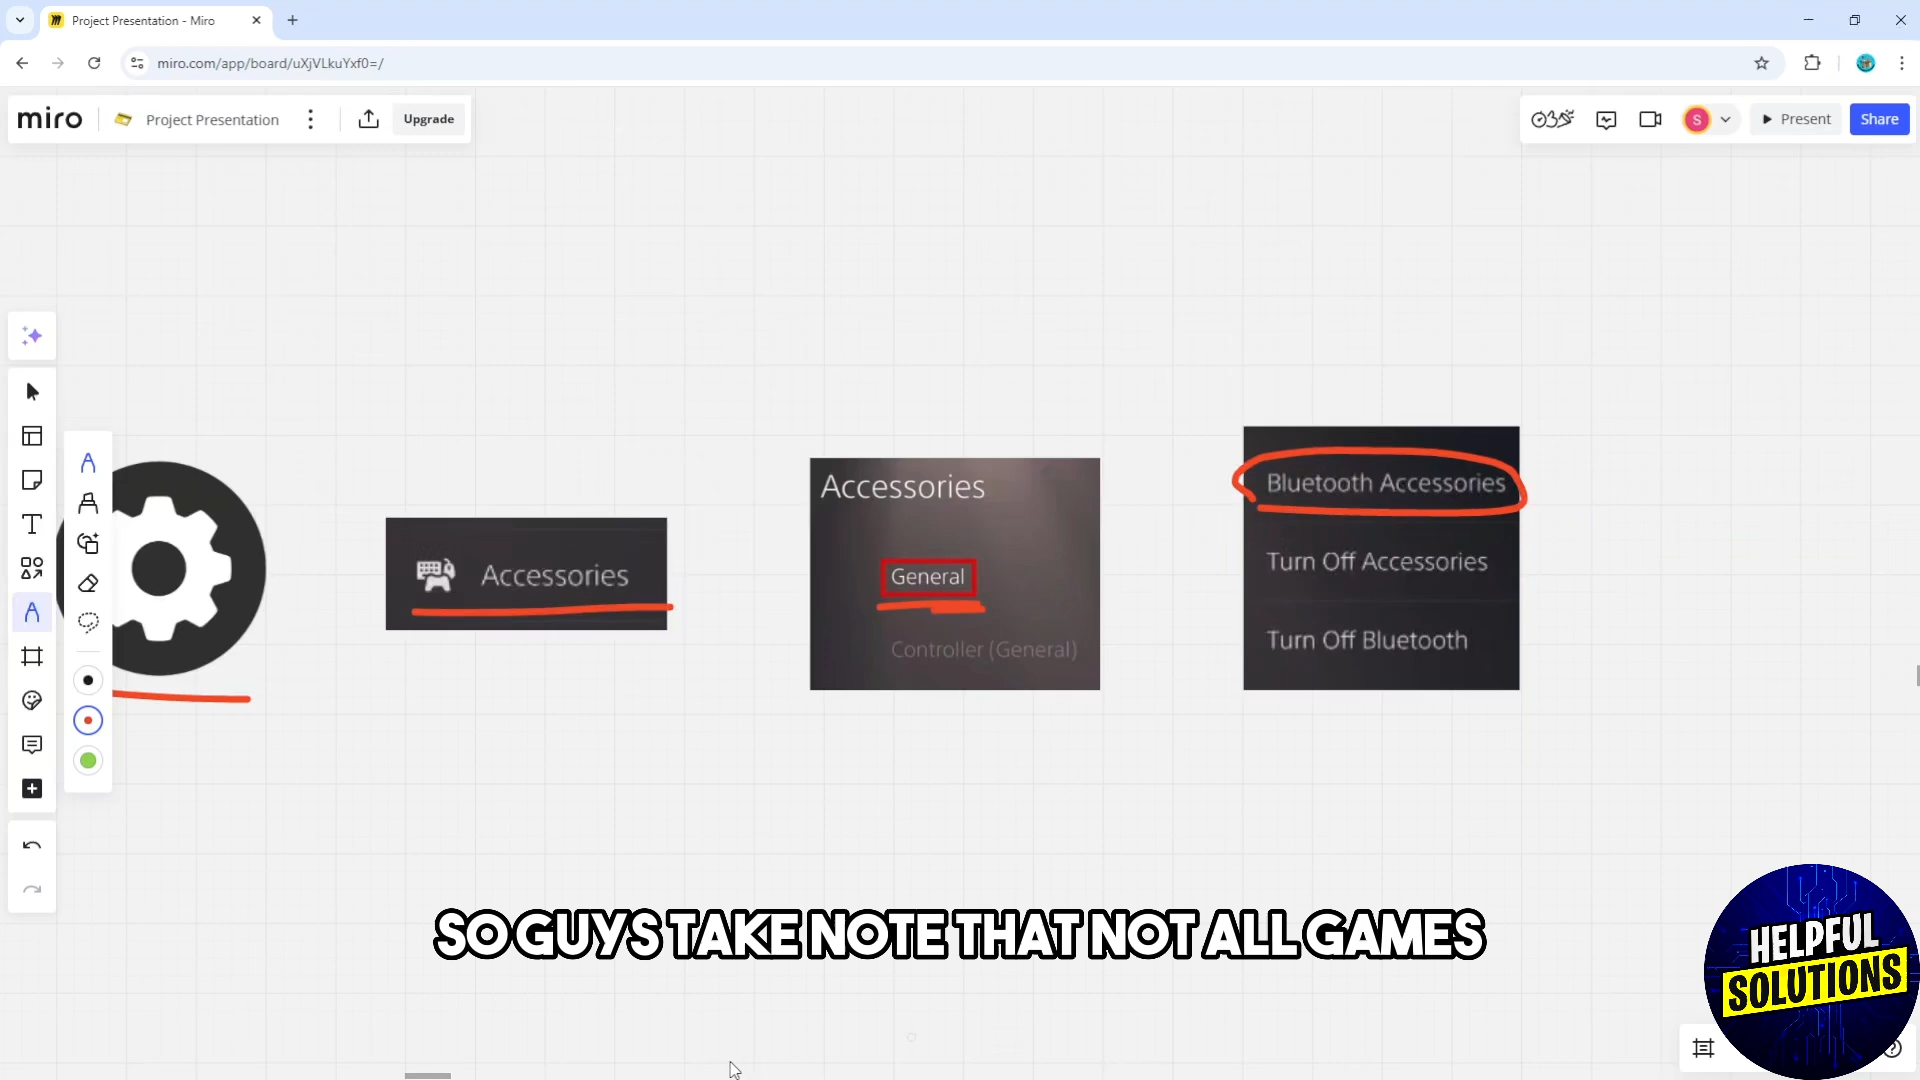 Project Presentation - Miro
miro.com/app/board/uXjVLkuYxf0=/
miro
Project Presentation
Upgrade
S
Present
Share
Accessories
Accessories
General
Controller (General)
Bluetooth Accessories
Turn Off Accessories
Turn Off Bluetooth
SO GUYS TAKE NOTE THAT NOT ALL GAMES
HELPFUL
SOLUTIONS